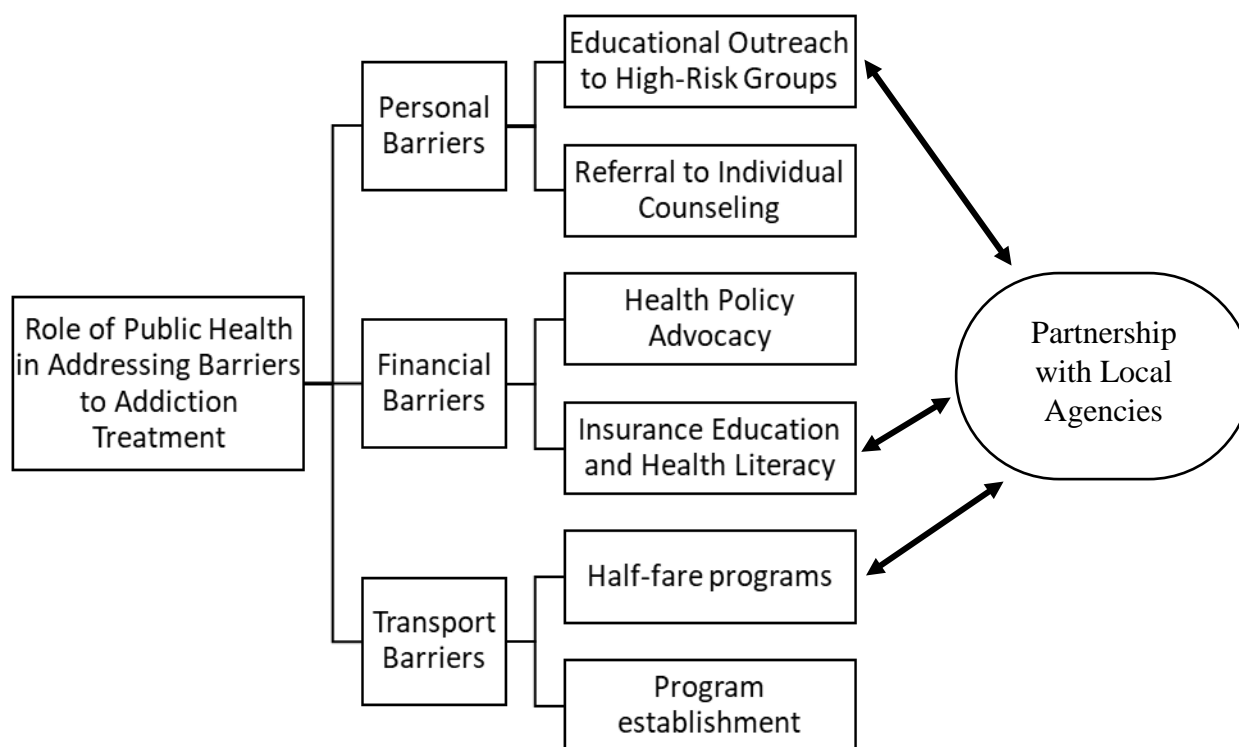 Role of Public Health
in Addressing Barriers
to Addiction
Treatment
Personal
Barriers
Educational Outreach
to High-Risk Groups
Referral to Individual
Counseling
Financial
Barriers
Health Policy
Advocacy
Insurance Education
and Health Literacy
Transport
Barriers
Half-fare programs
Program
establishment
Partnership
with Local
Agencies